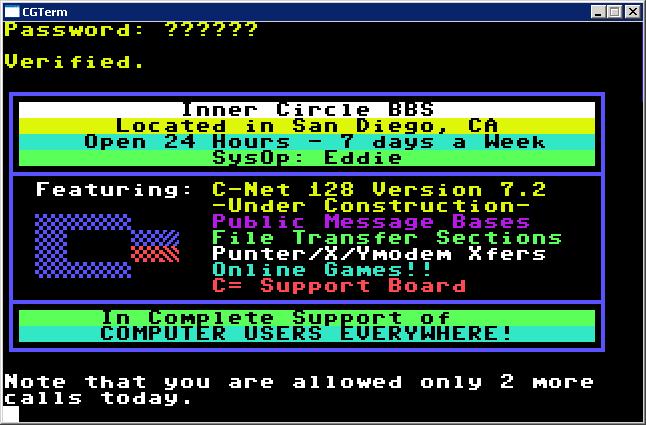 CGTerm
Password: ??????
Verified.
Inner Circle BBS
Located in San Diego, CA
Open 24 Hours - 7 days a Week
SysOp: Eddie
Featuring: C-Net 128 Version 7.2
-Under Construction-
Public Message Bases
File Transfer Sections
Punter/X/Ymodem Xfers
Online Games!!
C= Support Board
In Complete Support of
COMPUTER USERS EVERYWHERE!
Note that you are allowed only 2 more
calls today.